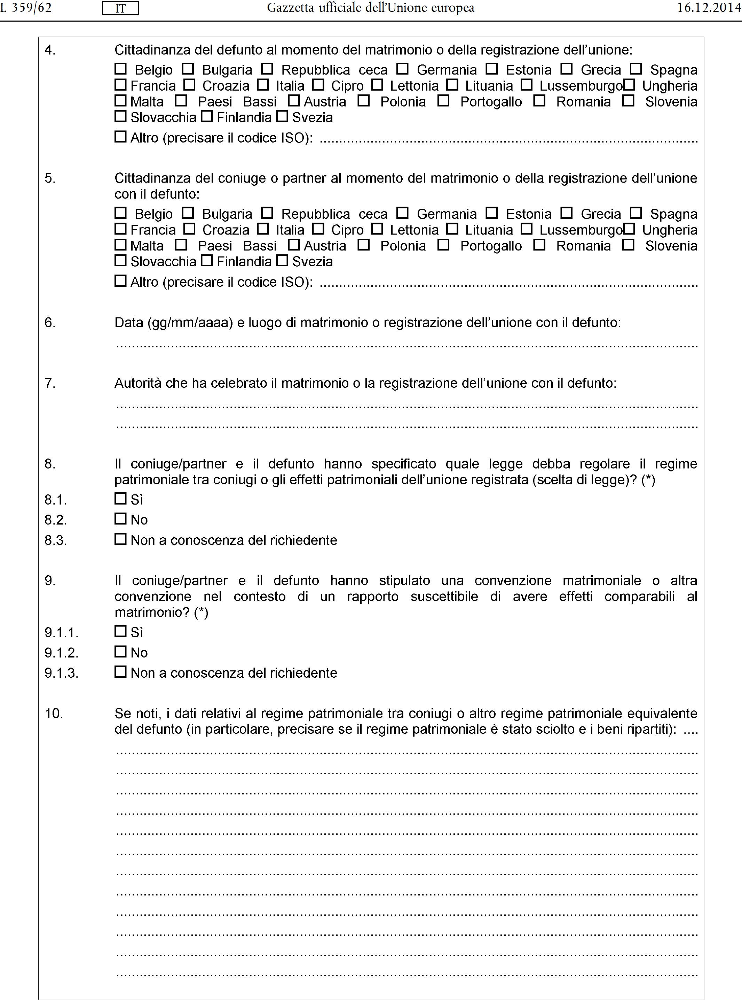 L 359/62 IT Gazzetta ufficiale dell'Unione europea 16.12.2014
4. Cittadinanza del defunto al momento del matrimonio o della registrazione dell'unione:
☐ Belgio ☐ Bulgaria ☐ Repubblica ceca ☐ Germania ☐ Estonia ☐ Grecia ☐ Spagna
☐ Francia ☐ Croazia ☐ Italia ☐ Cipro ☐ Lettonia ☐ Lituania ☐ Lussemburgo☐ Ungheria
☐ Malta ☐ Paesi Bassi ☐ Austria ☐ Polonia ☐ Portogallo ☐ Romania ☐ Slovenia
☐ Slovacchia ☐ Finlandia ☐ Svezia
☐ Altro (precisare il codice ISO): ....................
5. Cittadinanza del coniuge o partner al momento del matrimonio o della registrazione dell'unione
con il defunto:
☐ Belgio ☐ Bulgaria ☐ Repubblica ceca ☐ Germania ☐ Estonia ☐ Grecia ☐ Spagna
☐ Francia ☐ Croazia ☐ Italia ☐ Cipro ☐ Lettonia ☐ Lituania ☐ Lussemburgo☐ Ungheria
☐ Malta ☐ Paesi Bassi ☐ Austria ☐ Polonia ☐ Portogallo ☐ Romania ☐ Slovenia
☐ Slovacchia ☐ Finlandia ☐ Svezia
☐ Altro (precisare il codice ISO): ....................
6. Data (gg/mm/aaaa) e luogo di matrimonio o registrazione dell'unione con il defunto:
....................
7. Autorità che ha celebrato il matrimonio o la registrazione dell'unione con il defunto:
....................
....................
8. Il coniuge/partner e il defunto hanno specificato quale legge debba regolare il regime
patrimoniale tra coniugi o gli effetti patrimoniali dell'unione registrata (scelta di legge)? (*)
8.1. ☐ Sì
8.2. ☐ No
8.3. ☐ Non a conoscenza del richiedente
9. Il coniuge/partner e il defunto hanno stipulato una convenzione matrimoniale o altra
convenzione nel contesto di un rapporto suscettibile di avere effetti comparabili al
matrimonio? (*)
9.1.1. ☐ Sì
9.1.2. ☐ No
9.1.3. ☐ Non a conoscenza del richiedente
10. Se noti, i dati relativi al regime patrimoniale tra coniugi o altro regime patrimoniale equivalente
del defunto (in particolare, precisare se il regime patrimoniale è stato sciolto e i beni ripartiti): ....
....................
....................
....................
....................
....................
....................
....................
....................
....................
....................
....................
....................